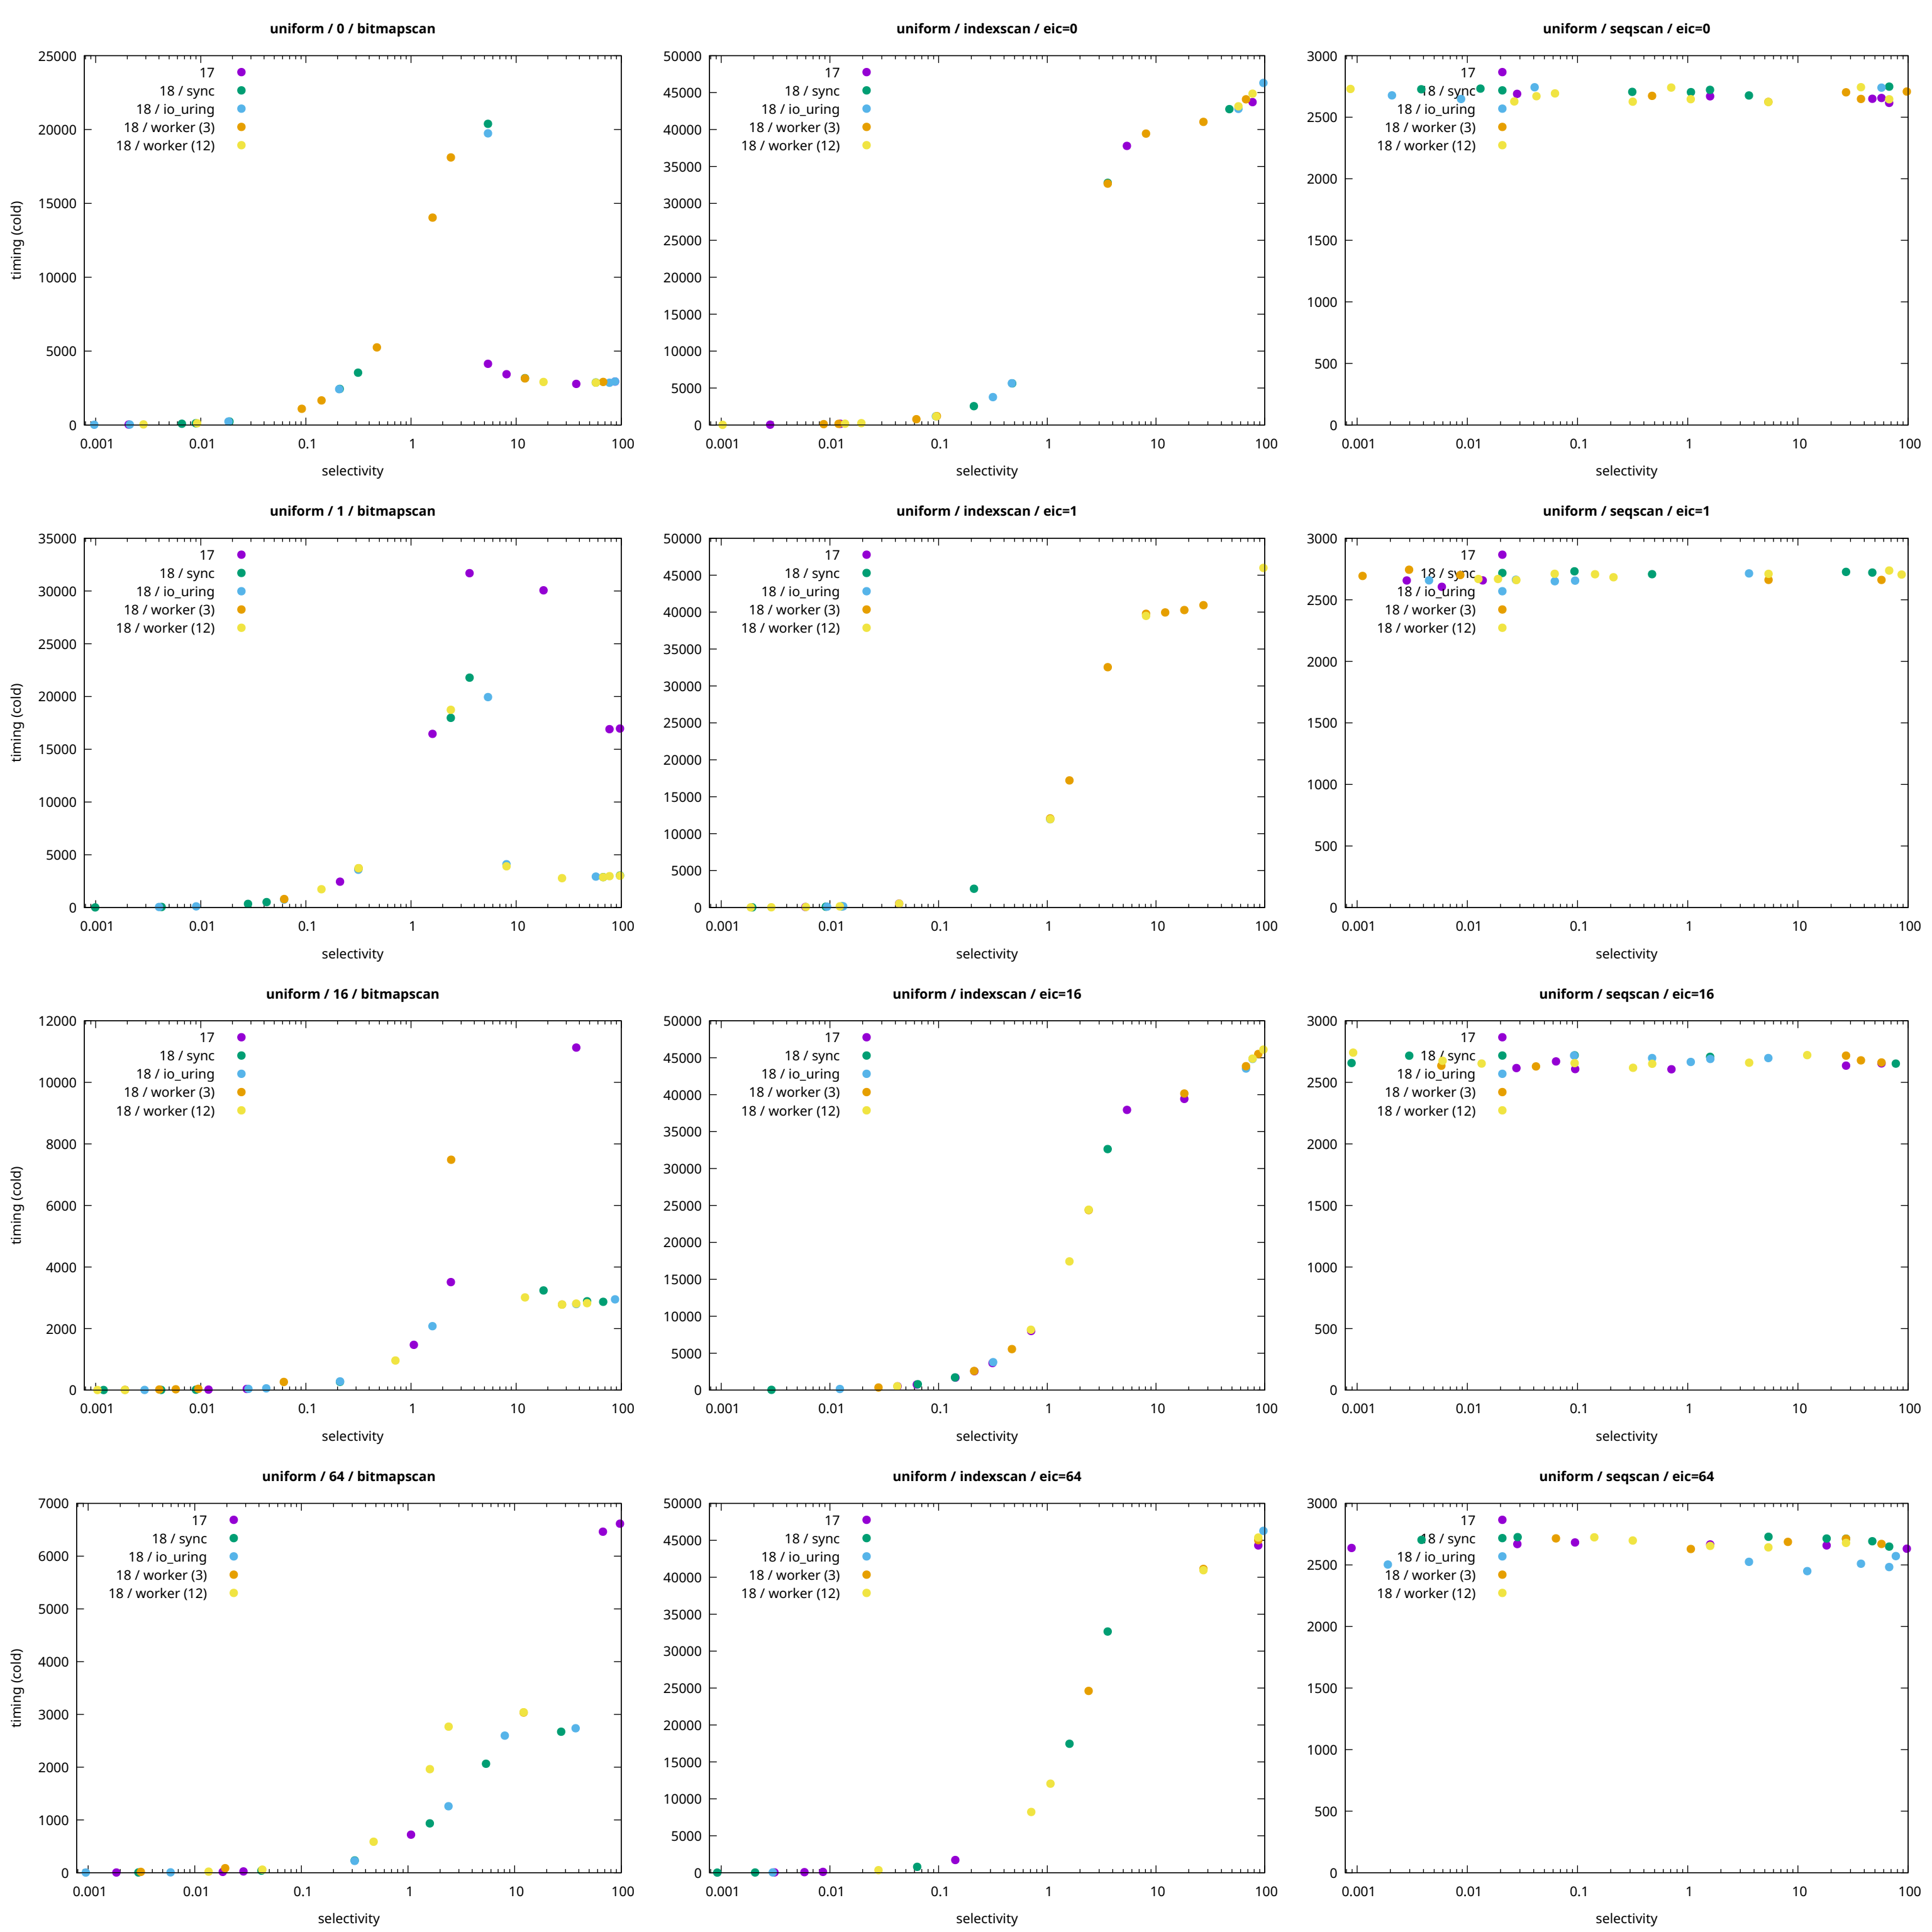 uniform / 0 / bitmapscan
25000
20000
15000
10000
5000
0
timing (cold)
17
18 / sync
18 / io_uring
18 / worker (3)
18 / worker (12)
0.001 0.01 0.1 1 10 100
selectivity
uniform / indexscan / eic=0
50000
45000
40000
35000
30000
25000
20000
15000
10000
5000
0
17
18 / sync
18 / io_uring
18 / worker (3)
18 / worker (12)
0.001 0.01 0.1 1 10 100
selectivity
uniform / seqscan / eic=0
3000
2500
2000
1500
1000
500
0
17
18 / sync
18 / io_uring
18 / worker (3)
18 / worker (12)
0.001 0.01 0.1 1 10 100
selectivity
uniform / 1 / bitmapscan
35000
30000
25000
20000
15000
10000
5000
0
timing (cold)
17
18 / sync
18 / io_uring
18 / worker (3)
18 / worker (12)
0.001 0.01 0.1 1 10 100
selectivity
uniform / indexscan / eic=1
50000
45000
40000
35000
30000
25000
20000
15000
10000
5000
0
17
18 / sync
18 / io_uring
18 / worker (3)
18 / worker (12)
0.001 0.01 0.1 1 10 100
selectivity
uniform / seqscan / eic=1
3000
2500
2000
1500
1000
500
0
17
18 / sync
18 / io_uring
18 / worker (3)
18 / worker (12)
0.001 0.01 0.1 1 10 100
selectivity
uniform / 16 / bitmapscan
12000
10000
8000
6000
4000
2000
0
timing (cold)
17
18 / sync
18 / io_uring
18 / worker (3)
18 / worker (12)
0.001 0.01 0.1 1 10 100
selectivity
uniform / indexscan / eic=16
50000
45000
40000
35000
30000
25000
20000
15000
10000
5000
0
17
18 / sync
18 / io_uring
18 / worker (3)
18 / worker (12)
0.001 0.01 0.1 1 10 100
selectivity
uniform / seqscan / eic=16
3000
2500
2000
1500
1000
500
0
17
18 / sync
18 / io_uring
18 / worker (3)
18 / worker (12)
0.001 0.01 0.1 1 10 100
selectivity
uniform / 64 / bitmapscan
7000
6000
5000
4000
3000
2000
1000
0
timing (cold)
17
18 / sync
18 / io_uring
18 / worker (3)
18 / worker (12)
0.001 0.01 0.1 1 10 100
selectivity
uniform / indexscan / eic=64
50000
45000
40000
35000
30000
25000
20000
15000
10000
5000
0
17
18 / sync
18 / io_uring
18 / worker (3)
18 / worker (12)
0.001 0.01 0.1 1 10 100
selectivity
uniform / seqscan / eic=64
3000
2500
2000
1500
1000
500
0
17
18 / sync
18 / io_uring
18 / worker (3)
18 / worker (12)
0.001 0.01 0.1 1 10 100
selectivity